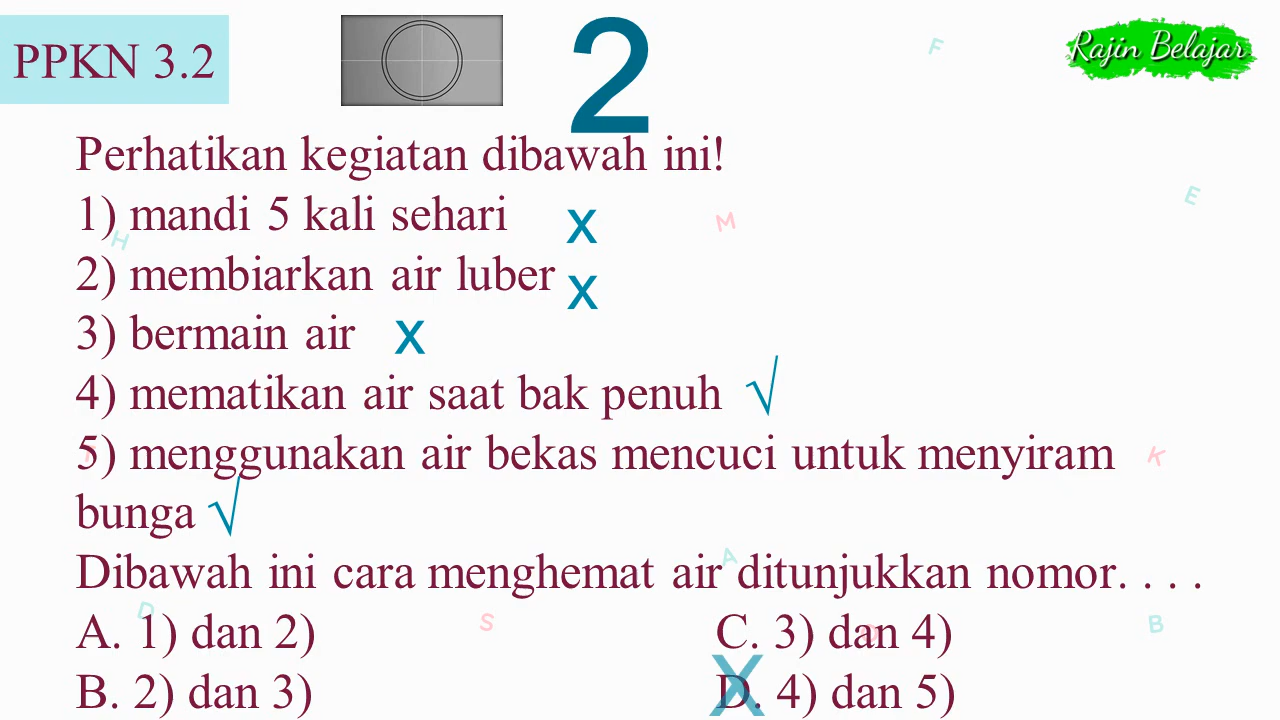 PPKN 3.2
2
Rajin Belajar
Perhatikan kegiatan dibawah ini!
1) mandi 5 kali sehari x
2) membiarkan air luber x
3) bermain air x
4) mematikan air saat bak penuh √
5) menggunakan air bekas mencuci untuk menyiram
bunga √
Dibawah ini cara menghemat air ditunjukkan nomor. . . .
A. 1) dan 2)
B. 2) dan 3)
C. 3) dan 4)
X D. 4) dan 5)
F
E
M
H
K
A
D
S
B